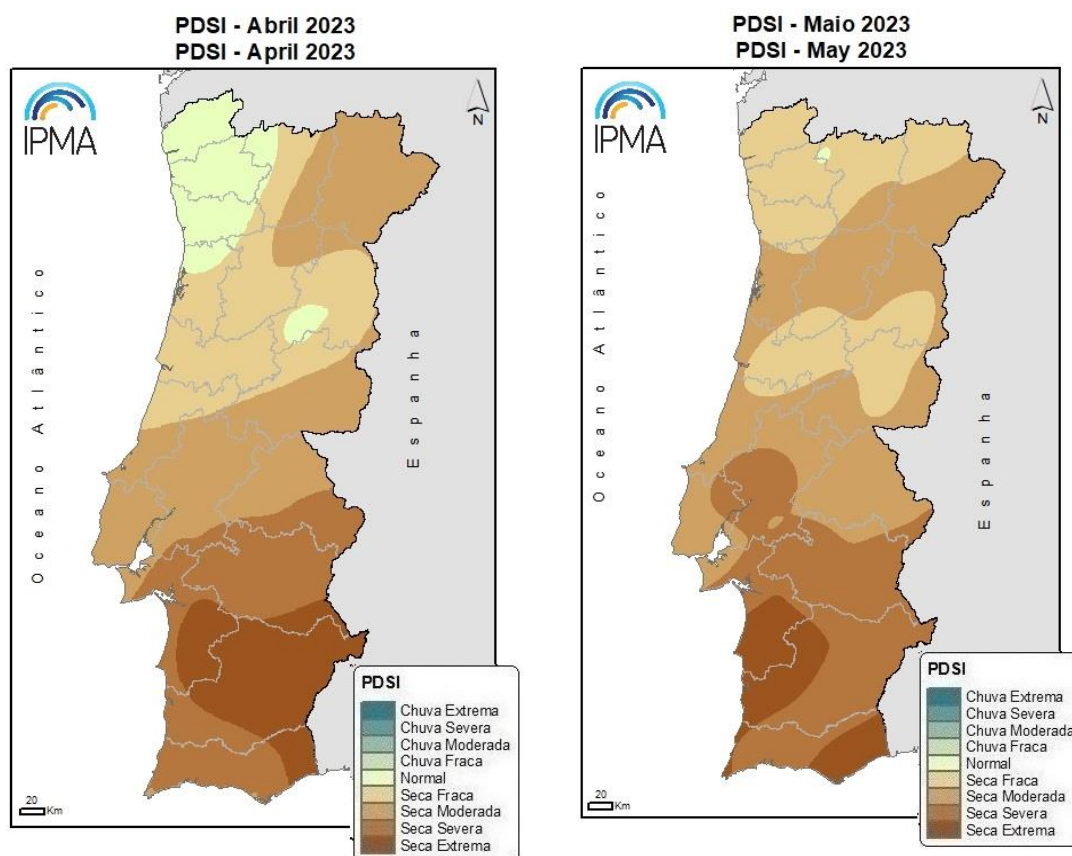 PDSI - Abril 2023
PDSI - April 2023
IPMA
N
Oceano Atlântico
Espanha
PDSI
Chuva Extrema
Chuva Severa
Chuva Moderada
Chuva Fraca
Normal
Seca Fraca
Seca Moderada
Seca Severa
Seca Extrema
20
Km
PDSI - Maio 2023
PDSI - May 2023
IPMA
N
Oceano Atlântico
Espanha
PDSI
Chuva Extrema
Chuva Severa
Chuva Moderada
Chuva Fraca
Normal
Seca Fraca
Seca Moderada
Seca Severa
Seca Extrema
20
Km